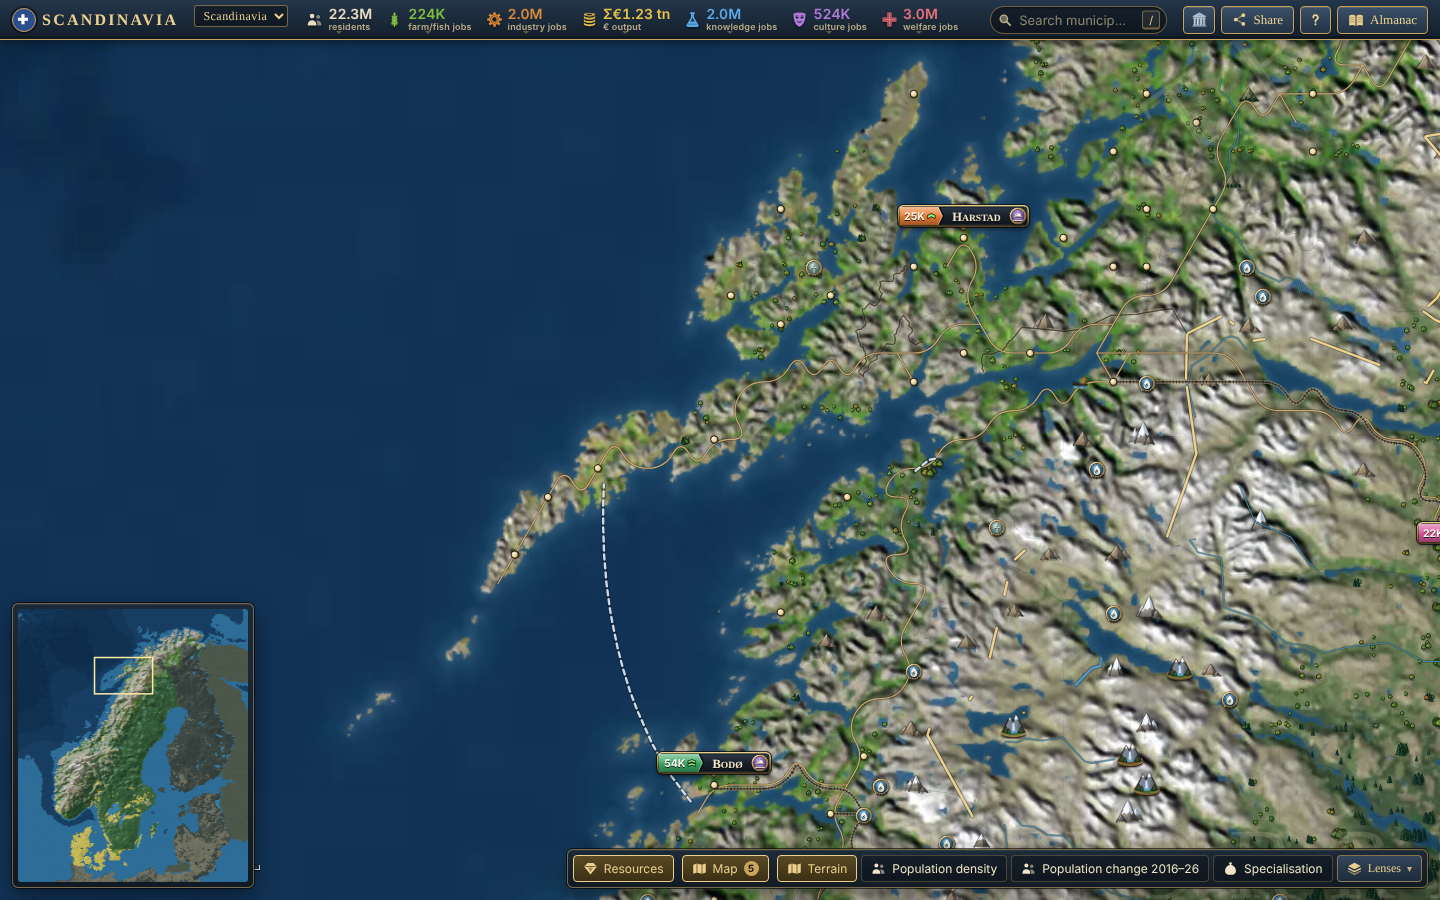 SCANDINAVIA
Scandinavia
22.3M
residents
224K
farm/fish jobs
2.0M
industry jobs
Σ€1.23 tn
€ output
2.0M
knowledge jobs
524K
culture jobs
3.0M
welfare jobs
Search municip...
/
Share
?
Almanac
25K HARSTAD
22K
54K BODØ
Resources
Map 5
Terrain
Population density
Population change 2016–26
Specialisation
Lenses